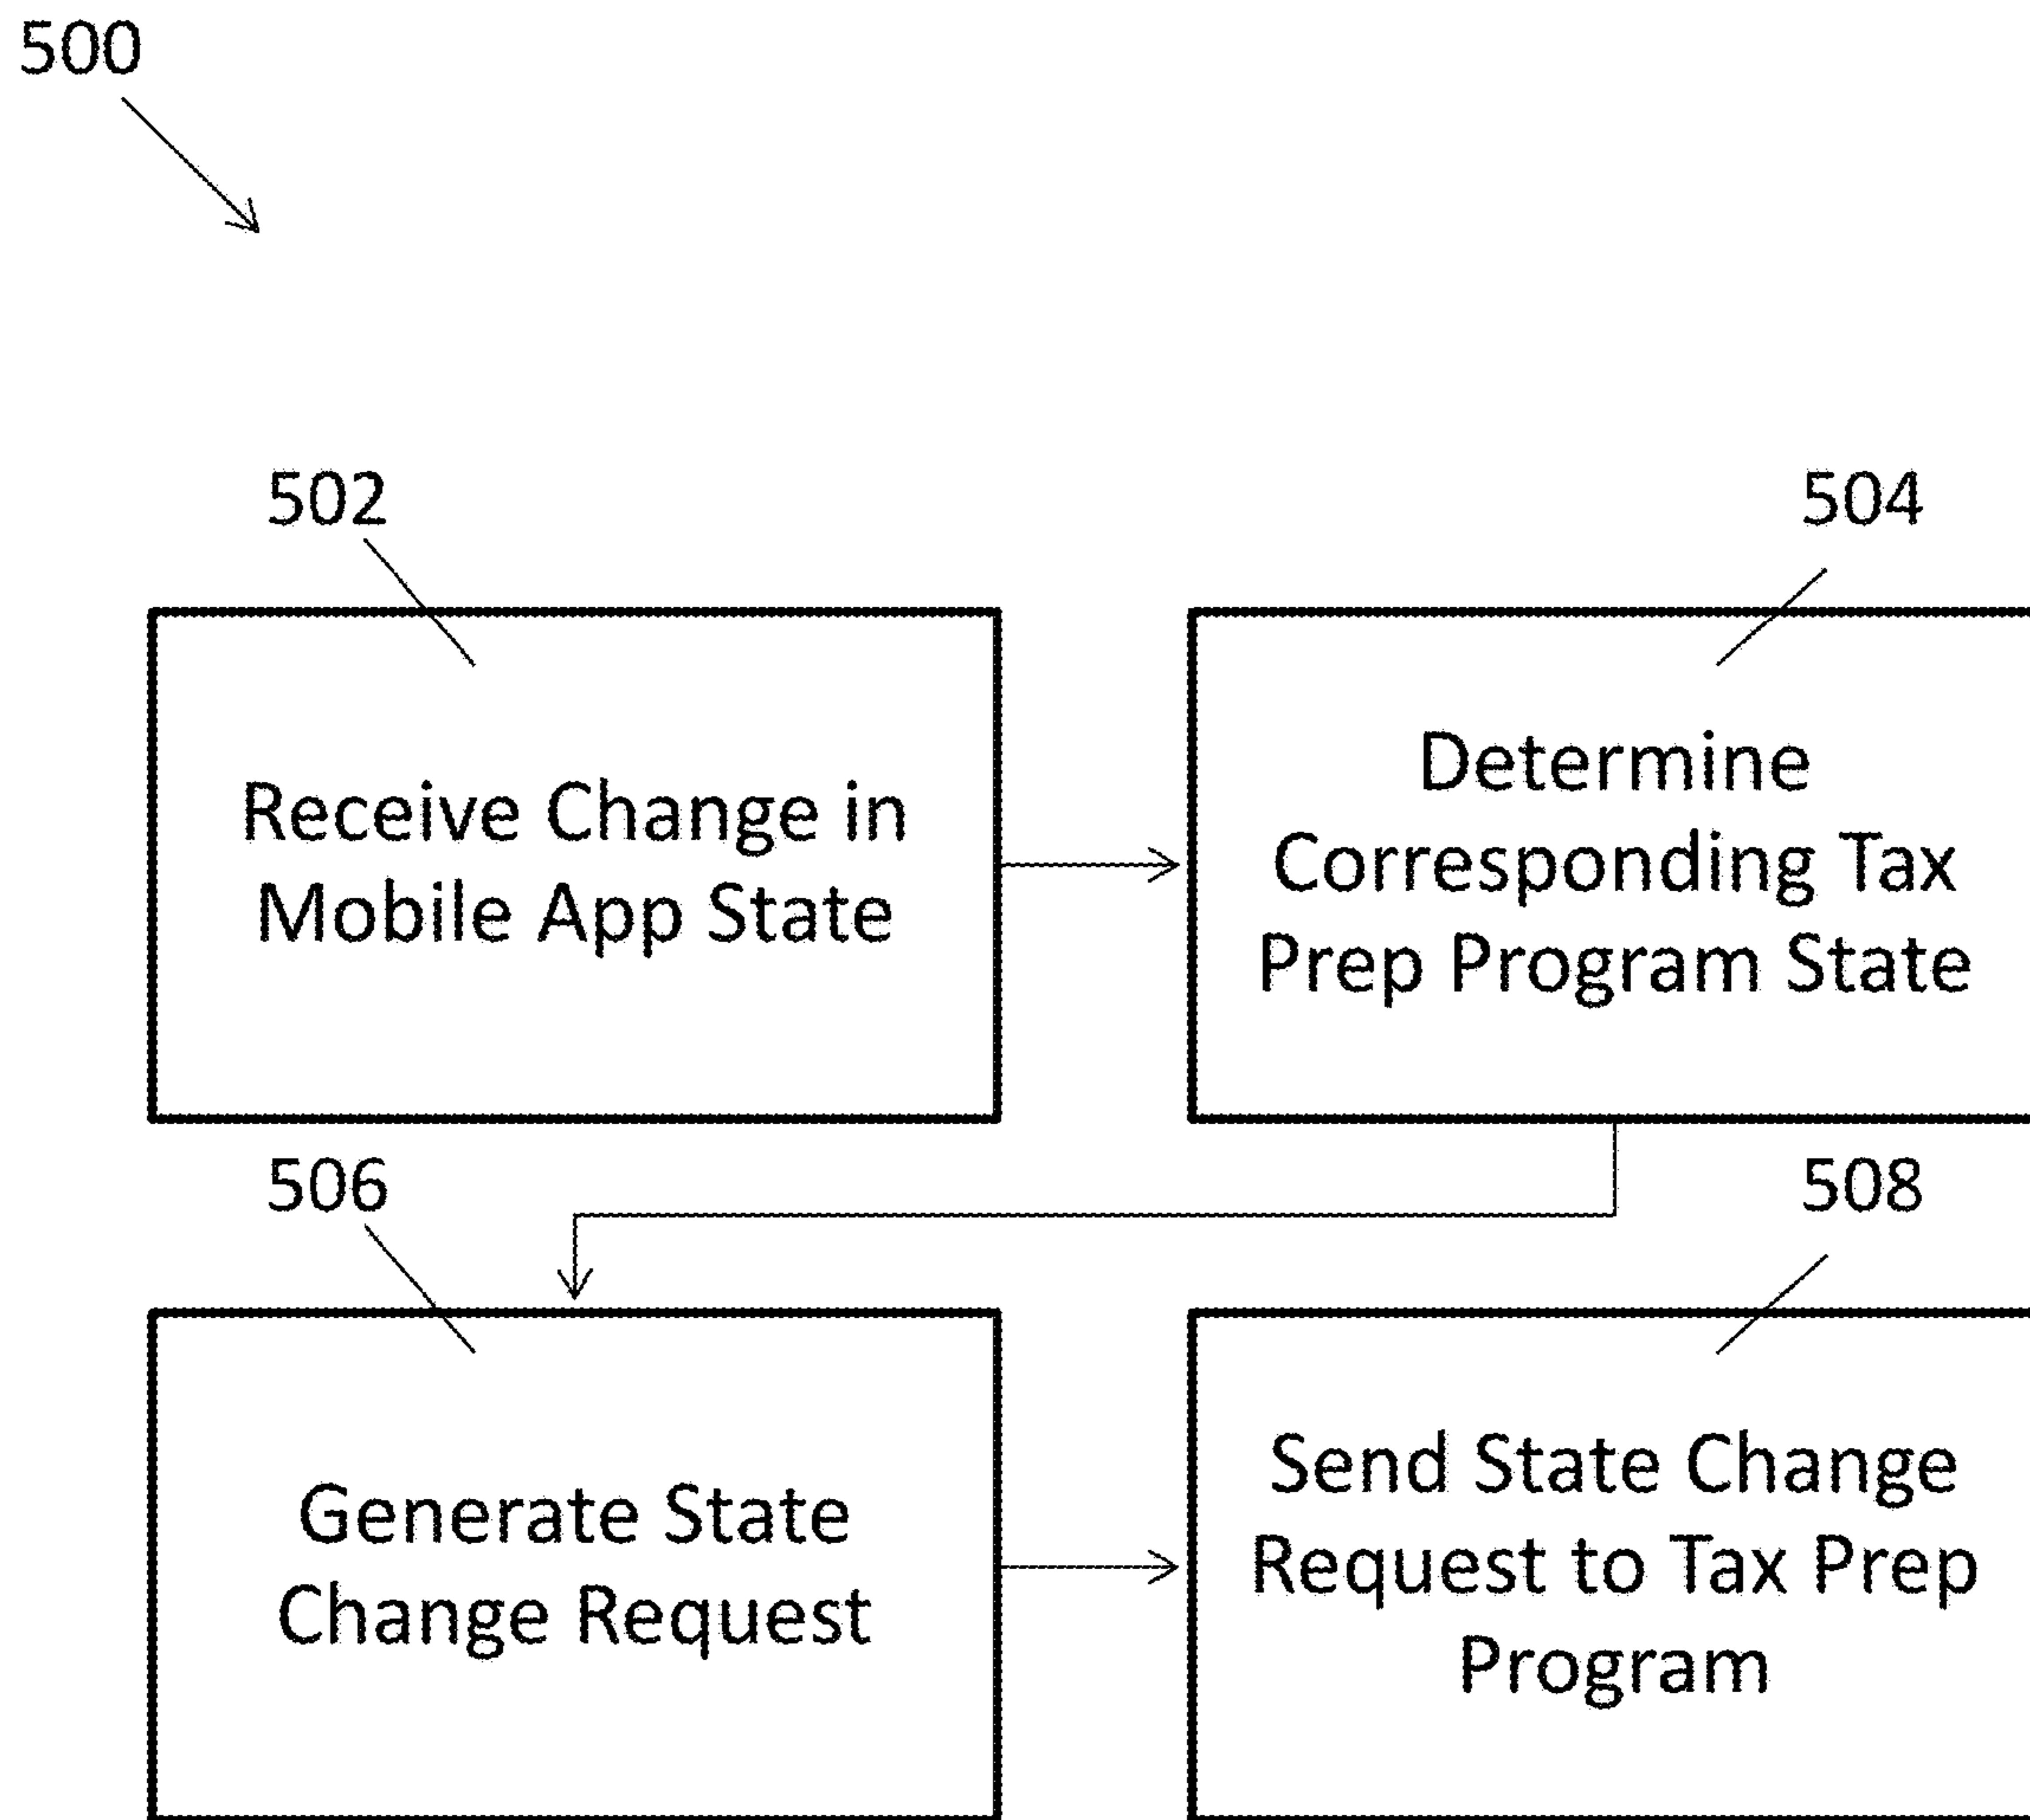 500
502
504
Receive Change in
Mobile App State
Determine
Corresponding Tax
Prep Program State
506
508
Generate State
Change Request
Send State Change
Request to Tax Prep
Program